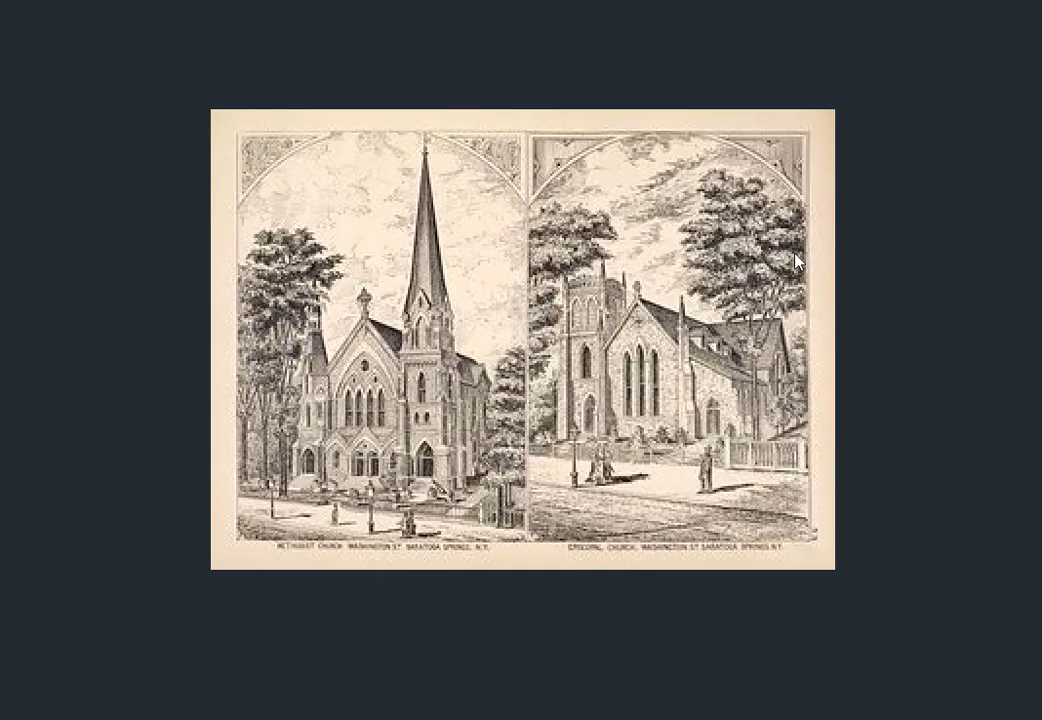 METHODIST CHURCH WASHINGTON ST. SARATOGA SPRINGS, N.Y.
EPISCOPAL CHURCH, WASHINGTON ST. SARATOGA SPRINGS N.Y.